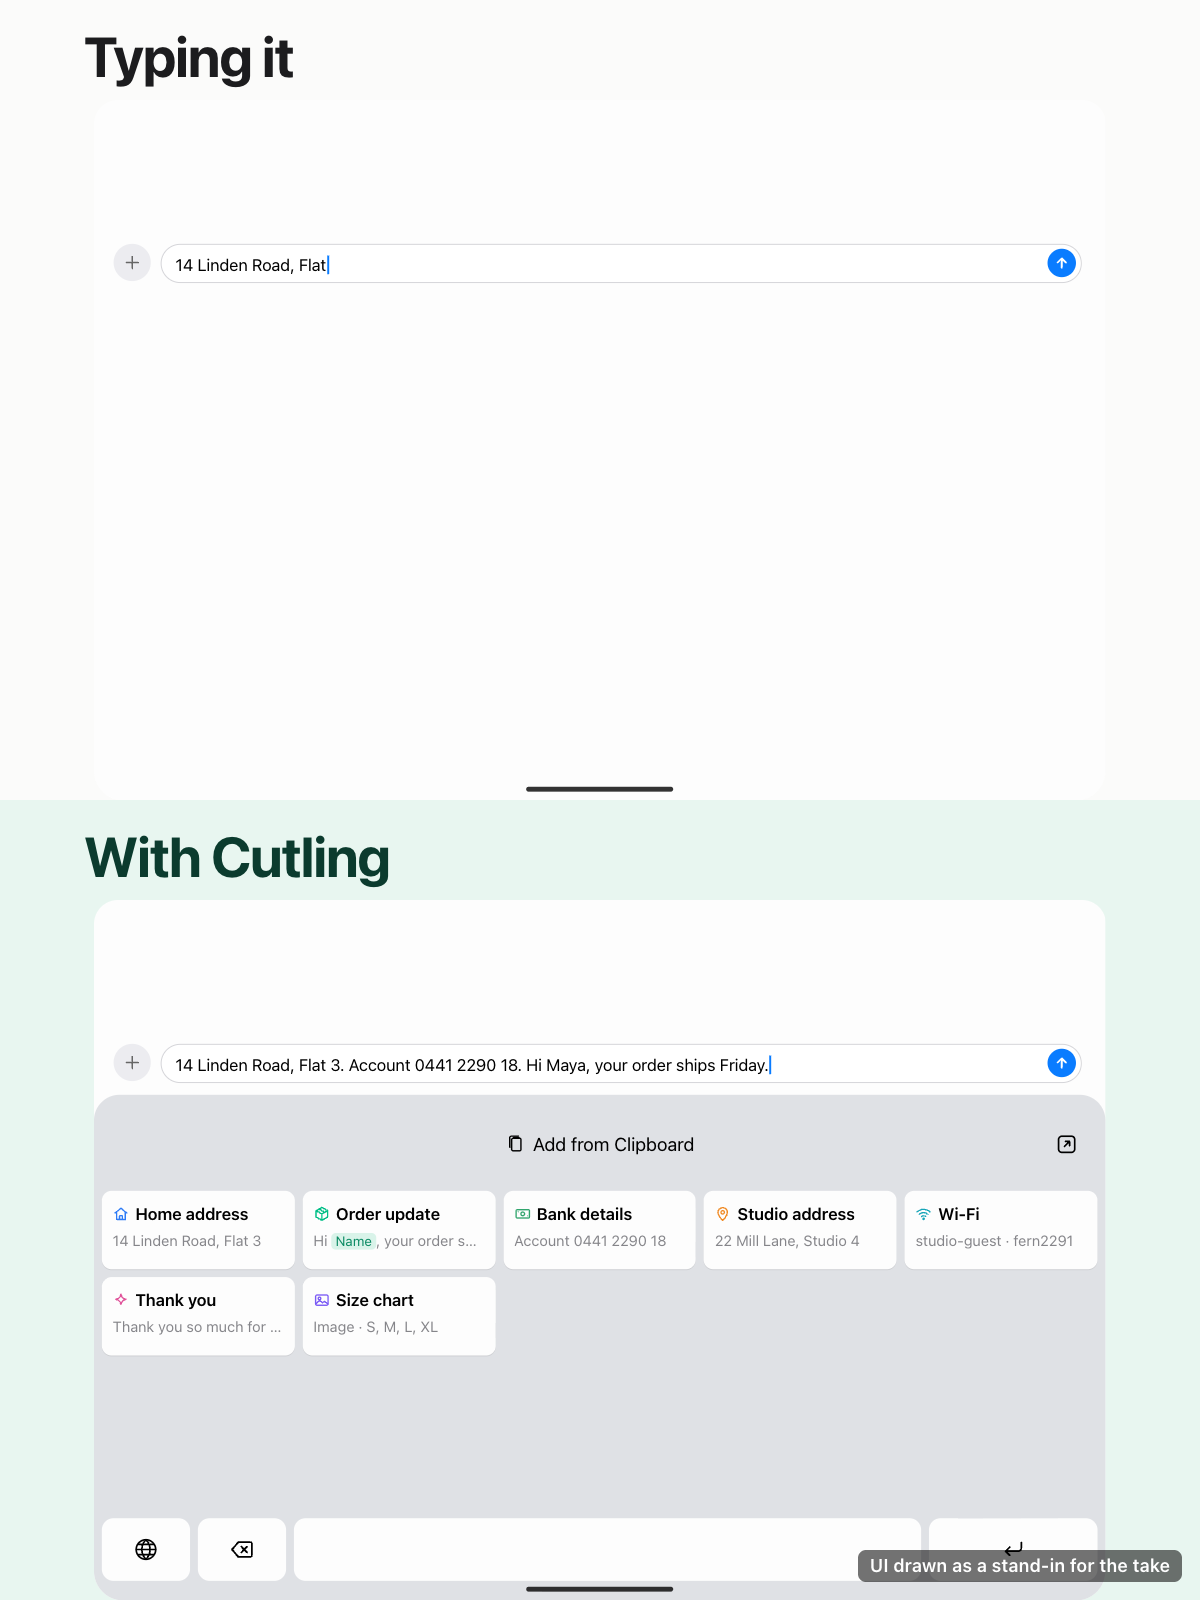 Typing it
14 Linden Road, Flat
With Cutling
14 Linden Road, Flat 3. Account 0441 2290 18. Hi Maya, your order ships Friday.
Add from Clipboard
Home address
14 Linden Road, Flat 3
Order update
Hi Name, your order s...
Bank details
Account 0441 2290 18
Studio address
22 Mill Lane, Studio 4
Wi-Fi
studio-guest · fern2291
Thank you
Thank you so much for ...
Size chart
Image · S, M, L, XL
UI drawn as a stand-in for the take